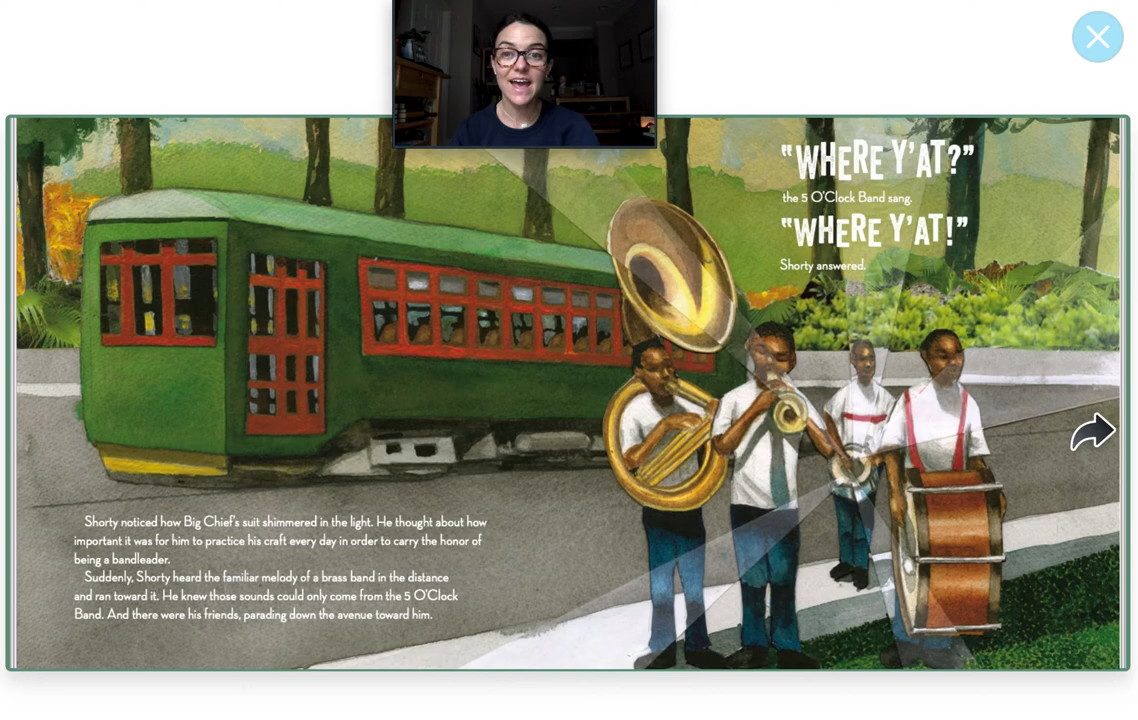 "WHERE Y'AT?"
the 5 O'Clock Band sang.
"WHERE Y'AT!"
Shorty answered.
Shorty noticed how Big Chief's suit shimmered in the light. He thought about how
important it was for him to practice his craft every day in order to carry the honor of
being a bandleader.
Suddenly, Shorty heard the familiar melody of a brass band in the distance
and ran toward it. He knew those sounds could only come from the 5 O'Clock
Band. And there were his friends, parading down the avenue toward him.